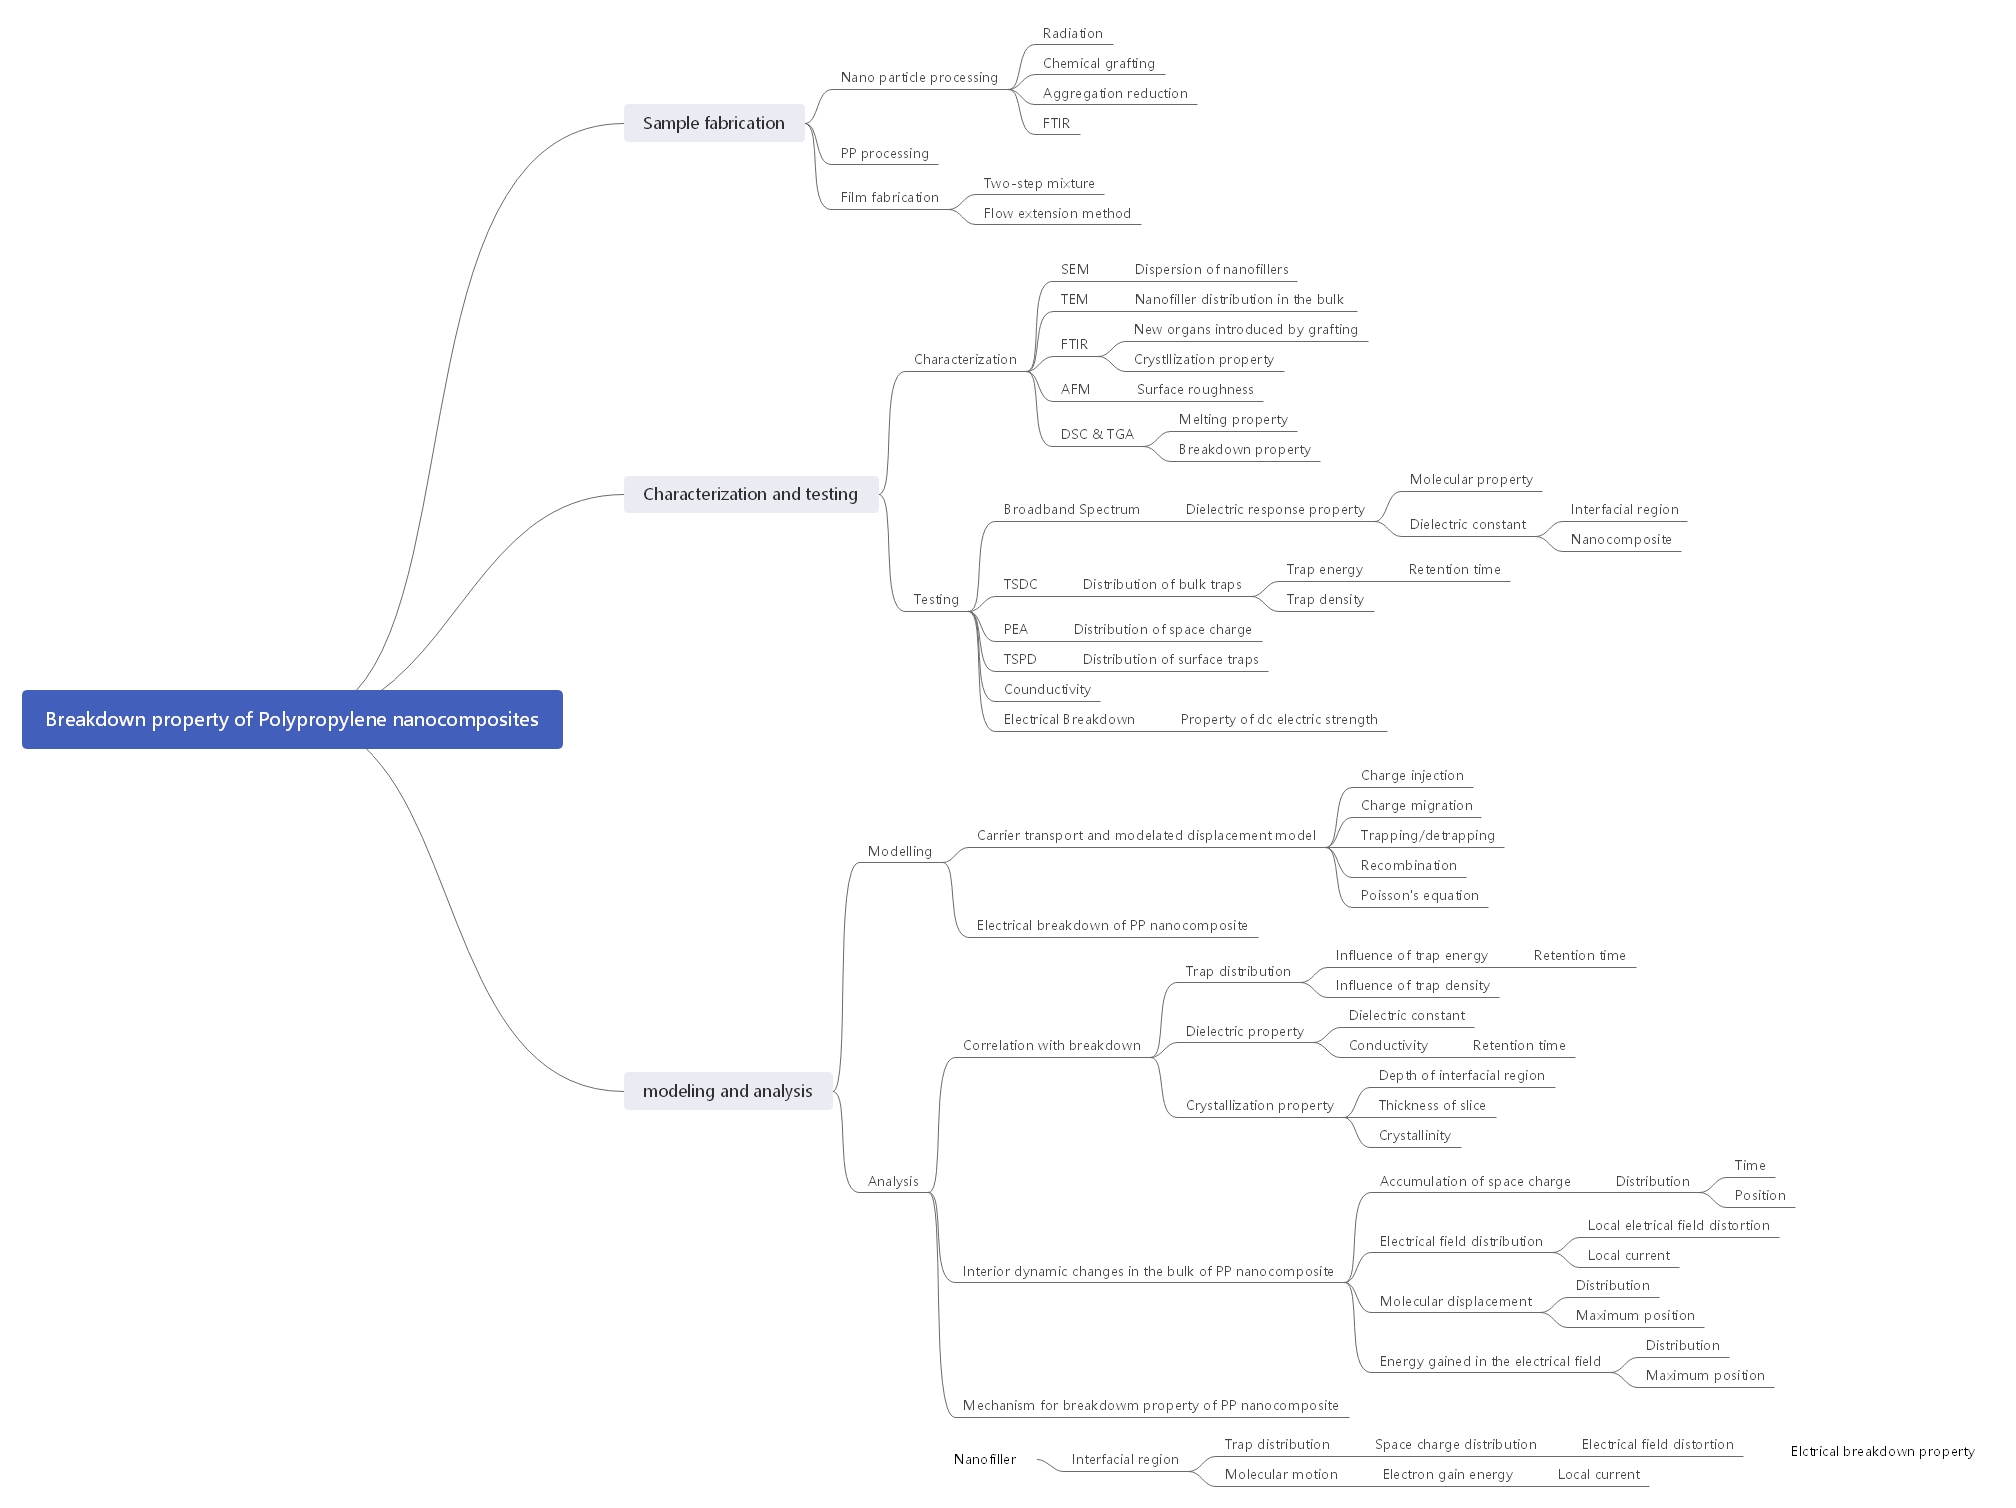 Breakdown property of Polypropylene nanocomposites
Sample fabrication
Nano particle processing
Radiation
Chemical grafting
Aggregation reduction
FTIR
PP processing
Film fabrication
Two-step mixture
Flow extension method
Characterization and testing
Characterization
SEM
Dispersion of nanofillers
TEM
Nanofiller distribution in the bulk
FTIR
New organs introduced by grafting
Crystllization property
AFM
Surface roughness
DSC & TGA
Melting property
Breakdown property
Testing
Broadband Spectrum
Dielectric response property
Molecular property
Dielectric constant
Interfacial region
Nanocomposite
TSDC
Distribution of bulk traps
Trap energy
Retention time
Trap density
PEA
Distribution of space charge
TSPD
Distribution of surface traps
Counductivity
Electrical Breakdown
Property of dc electric strength
modeling and analysis
Modelling
Carrier transport and modelated displacement model
Charge injection
Charge migration
Trapping/detrapping
Recombination
Poisson's equation
Electrical breakdown of PP nanocomposite
Analysis
Correlation with breakdown
Trap distribution
Influence of trap energy
Retention time
Influence of trap density
Dielectric property
Dielectric constant
Conductivity
Retention time
Crystallization property
Depth of interfacial region
Thickness of slice
Crystallinity
Interior dynamic changes in the bulk of PP nanocomposite
Accumulation of space charge
Distribution
Time
Position
Electrical field distribution
Local eletrical field distortion
Local current
Molecular displacement
Distribution
Maximum position
Energy gained in the electrical field
Distribution
Maximum position
Mechanism for breakdowm property of PP nanocomposite
Nanofiller
Interfacial region
Trap distribution
Space charge distribution
Electrical field distortion
Molecular motion
Electron gain energy
Local current
Elctrical breakdown property